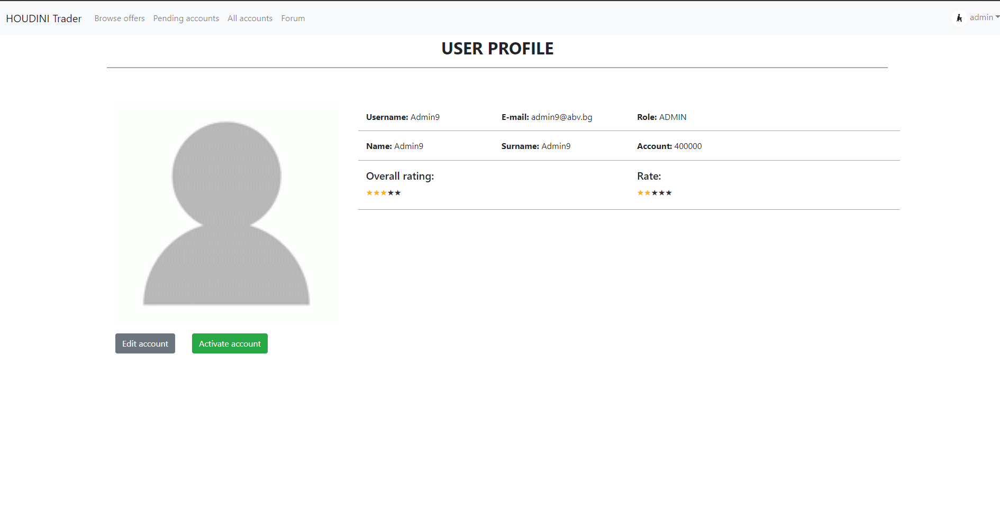 HOUDINI Trader Browse offers Pending accounts All accounts Forum admin
USER PROFILE
Username: Admin9 E-mail: admin9@abv.bg Role: ADMIN
Name: Admin9 Surname: Admin9 Account: 400000
Overall rating: Rate:
★★★★★ ★★★★★
Edit account Activate account